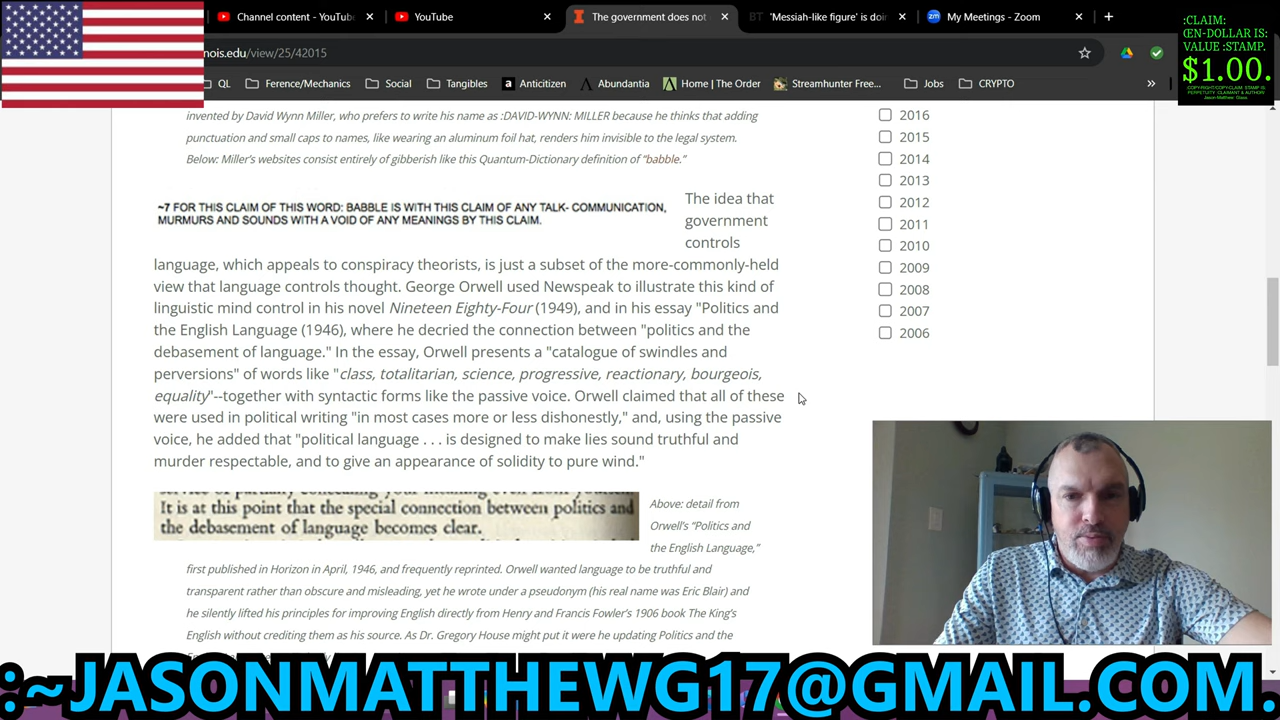 Channel content - YouTube
YouTube
The government does not
'Messiah-like figure' is doin
My Meetings - Zoom
nois.edu/view/25/42015
QL
Ference/Mechanics
Social
Tangible
Anticitizen
Abundantia
Homol The Order
Streamhunter Free...
Jobs
CRYPTO
:CLAIM:
ŒN-DOLLAR IS:
VALUE :STAMP.
$1.00.
invented by David Wynn Miller, who prefers to write his name as :DAVID WYNN: MILLER because he thinks that adding
punctuation and small caps to names, like wearing an aluminum foil hat, renders him invisible to the legal system.
Below: Miller's websites consist entirely of gibberish like this Quantum-Dictionary definition of "babble."
~7 FOR THIS CLAIM OF THIS WORD: BABBLE IS WITH THIS CLAIM OF ANY TALK- COMMUNICATION,
MURMURS AND SOUNDS WITH A VOID OF ANY MEANINGS BY THIS CLAIM.
The idea that
government
controls
language, which appeals to conspiracy theorists, is just a subset of the more-commonly-held
view that language controls thought. George Orwell used Newspeak to illustrate this kind of
linguistic mind control in his novel Nineteen Eighty-Four (1949), and in his essay "Politics and
the English Language (1946), where he decried the connection between "politics and the
debasement of language." In the essay, Orwell presents a "catalogue of swindles and
perversions" of words like "class, totalitarian, science, progressive, reactionary, bourgeois,
equality"--together with syntactic forms like the passive voice. Orwell claimed that all of these
were used in political writing "in most cases more or less dishonestly," and, using the passive
voice, he added that "political language . . . is designed to make lies sound truthful and
murder respectable, and to give an appearance of solidity to pure wind."
It is at this point that the special connection between politics and
the debasement of language becomes clear.
Above: detail from
Orwell's "Politics and
the English Language,"
first published in Horizon in April, 1946, and frequently reprinted. Orwell wanted language to be truthful and
transparent rather than obscure and misleading, yet he wrote under a pseudonym (his real name was Eric Blair) and
he silently lifted his principles for improving English directly from Henry and Francis Fowler's 1906 book The King's
English without crediting them as his source. As Dr. Gregory House might put it were he updating Politics and the
2016
2015
2014
2013
2012
2011
2010
2009
2008
2007
2006
:~JASONMATTHEWG17@GMAIL.COM.